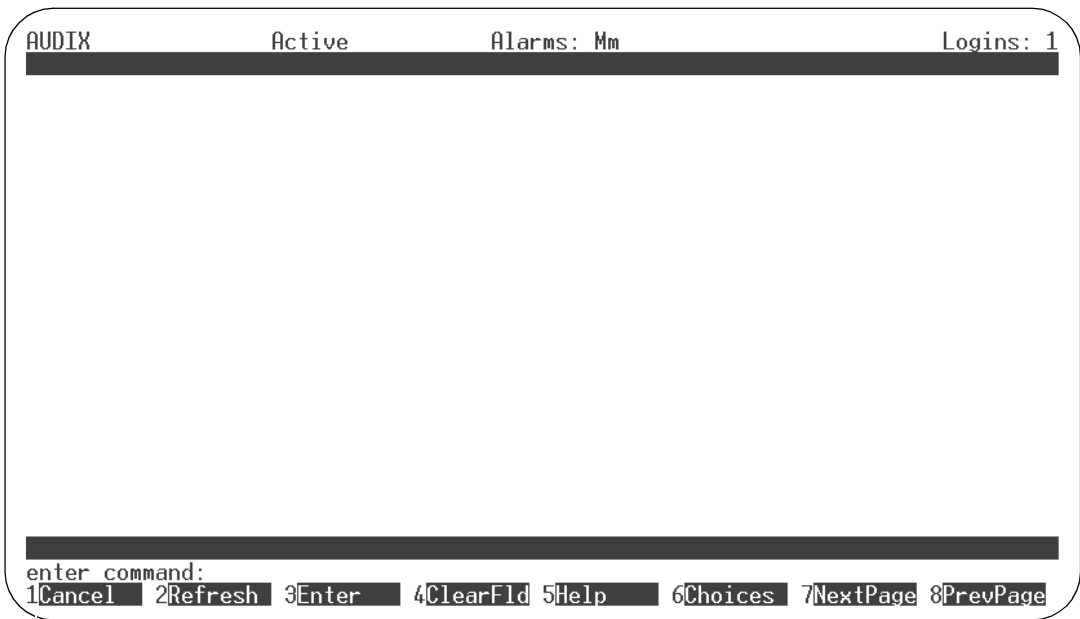 AUDIX Active Alarms: Mm Logins: 1
enter command:
1Cancel 2Refresh 3Enter 4ClearFld 5Help 6Choices 7NextPage 8PrevPage